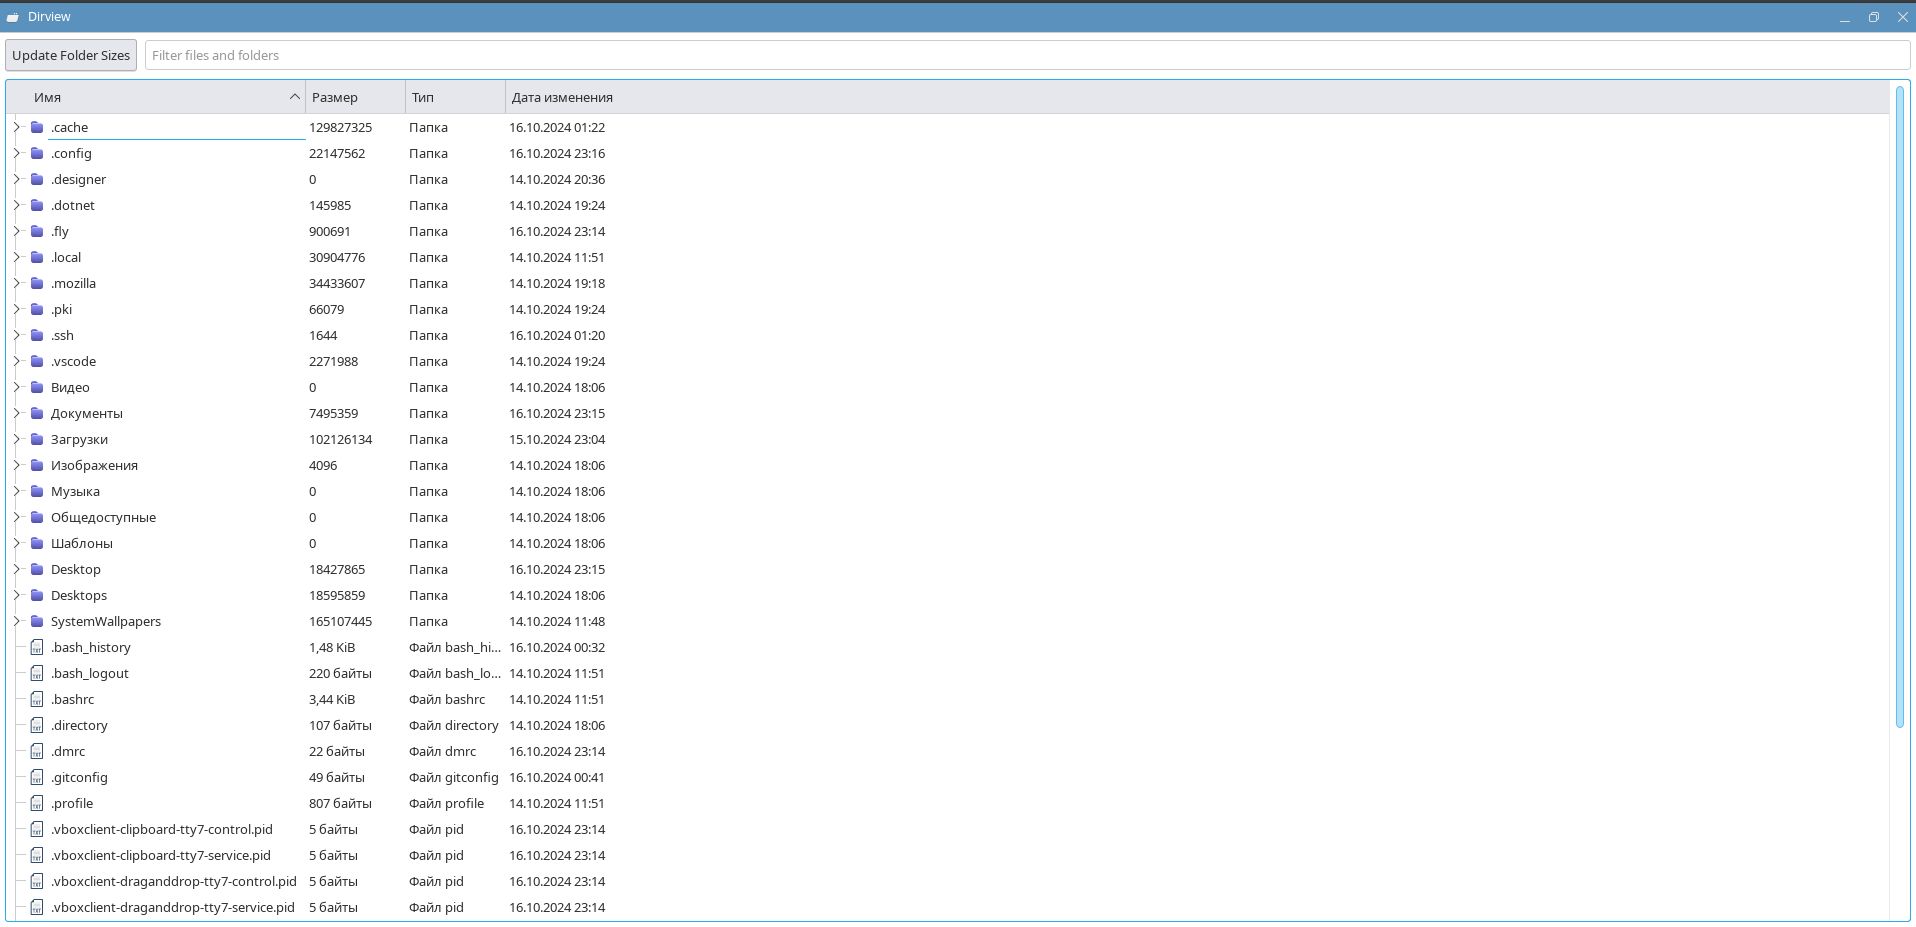 Dirview
Update Folder Sizes Filter files and folders
Имя Размер Тип Дата изменения
.cache 129827325 Папка 16.10.2024 01:22
.config 22147562 Папка 16.10.2024 23:16
.designer 0 Папка 14.10.2024 20:36
.dotnet 145985 Папка 14.10.2024 19:24
.fly 900691 Папка 16.10.2024 23:14
.local 30904776 Папка 14.10.2024 11:51
.mozilla 34433607 Папка 14.10.2024 19:18
.pki 66079 Папка 14.10.2024 19:24
.ssh 1644 Папка 16.10.2024 01:20
.vscode 2271988 Папка 14.10.2024 19:24
Видео 0 Папка 14.10.2024 18:06
Документы 7495359 Папка 16.10.2024 23:15
Загрузки 102126134 Папка 15.10.2024 23:04
Изображения 4096 Папка 14.10.2024 18:06
Музыка 0 Папка 14.10.2024 18:06
Общедоступные 0 Папка 14.10.2024 18:06
Шаблоны 0 Папка 14.10.2024 18:06
Desktop 18427865 Папка 16.10.2024 23:15
Desktops 18595859 Папка 14.10.2024 18:06
SystemWallpapers 165107445 Папка 14.10.2024 11:48
.bash_history 1,48 KiB Файл bash_hi... 16.10.2024 00:32
.bash_logout 220 байты Файл bash_lo... 14.10.2024 11:51
.bashrc 3,44 KiB Файл bashrc 14.10.2024 11:51
.directory 107 байты Файл directory 14.10.2024 18:06
.dmrc 22 байты Файл dmrc 16.10.2024 23:14
.gitconfig 49 байты Файл gitconfig 16.10.2024 00:41
.profile 807 байты Файл profile 14.10.2024 11:51
.vboxclient-clipboard-tty7-control.pid 5 байты Файл pid 16.10.2024 23:14
.vboxclient-clipboard-tty7-service.pid 5 байты Файл pid 16.10.2024 23:14
.vboxclient-draganddrop-tty7-control.pid 5 байты Файл pid 16.10.2024 23:14
.vboxclient-draganddrop-tty7-service.pid 5 байты Файл pid 16.10.2024 23:14